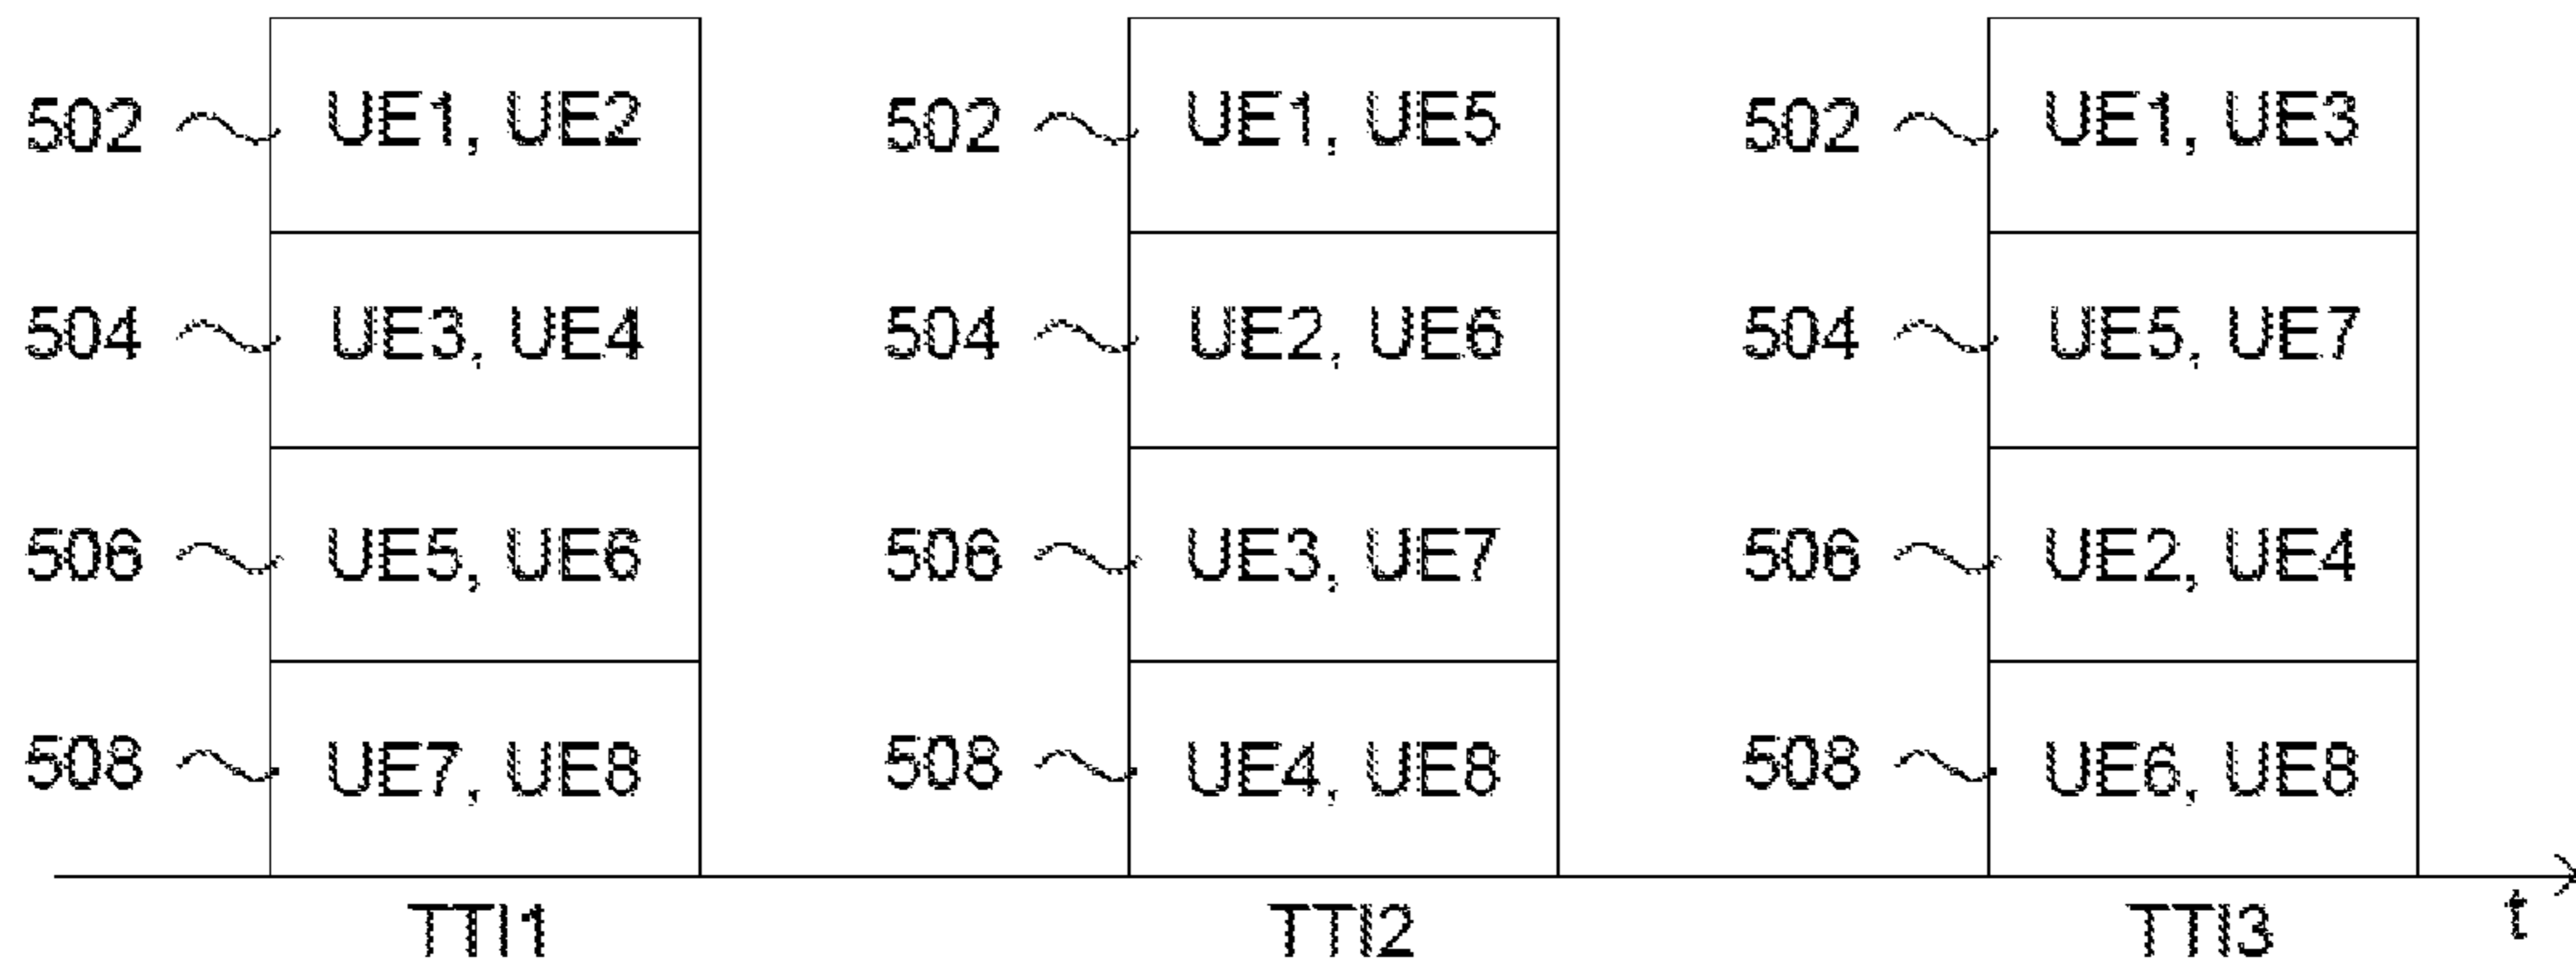 502 UE1, UE2 502 UE1, UE5 502 UE1, UE3
504 UE3, UE4 504 UE2, UE6 504 UE5, UE7
506 UE5, UE6 506 UE3, UE7 506 UE2, UE4
508 UE7, UE8 508 UE4, UE8 508 UE6, UE8
TTI1 TTI2 TTI3 t